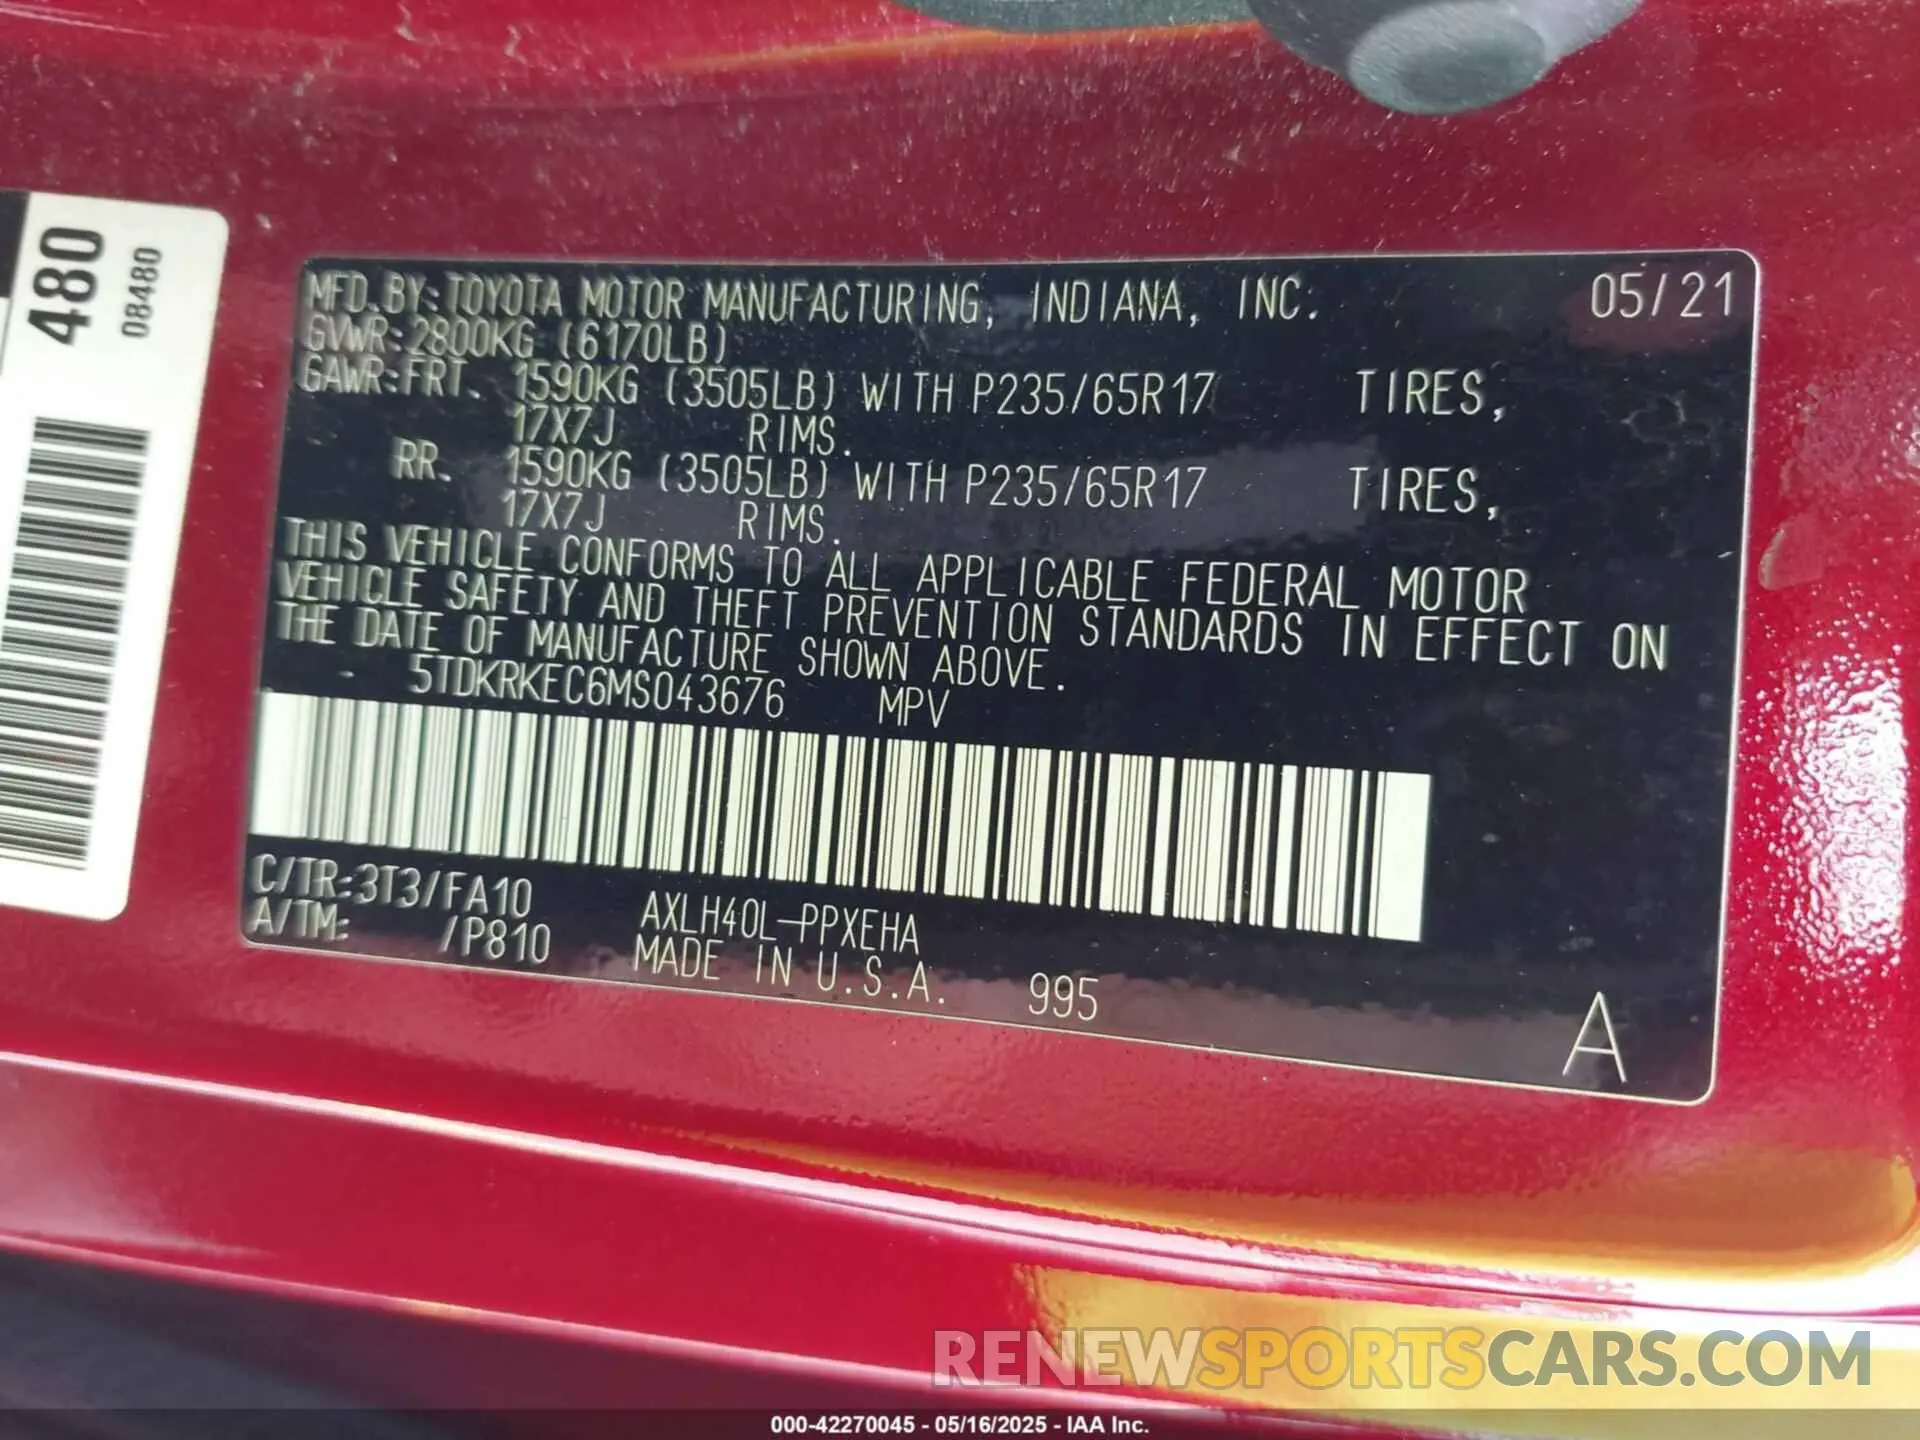 480
08480
MFD.BY:TOYOTA MOTOR MANUFACTURING, INDIANA, INC. 05/21
GVWR:2800KG (6170LB)
GAWR:FRT. 1590KG (3505LB) WITH P235/65R17 TIRES,
17X7J RIMS.
RR. 1590KG (3505LB) WITH P235/65R17 TIRES,
17X7J RIMS.
THIS VEHICLE CONFORMS TO ALL APPLICABLE FEDERAL MOTOR
VEHICLE SAFETY AND THEFT PREVENTION STANDARDS IN EFFECT ON
THE DATE OF MANUFACTURE SHOWN ABOVE.
5TDKRKEC6MS043676 MPV
C/TR:3T3/FA10 AXLH40L-PPXEHA
A/TM: /P810 MADE IN U.S.A. 995
A
RENEWSPORTSCARS.COM
000-42270045 - 05/16/2025 - IAA Inc.